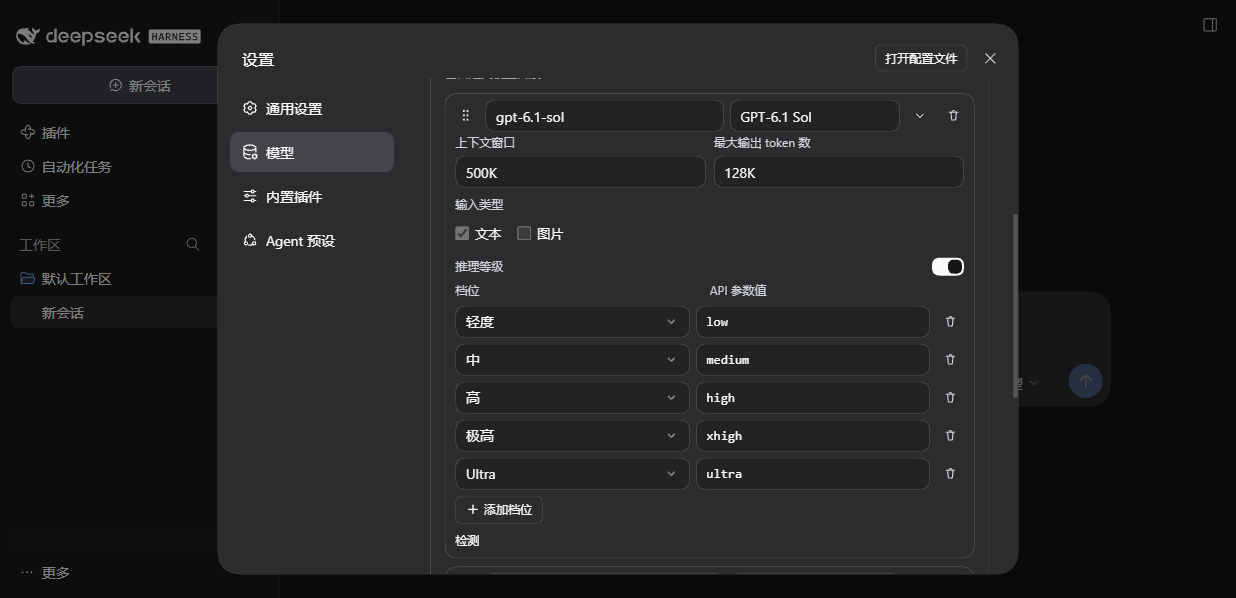 deepseek HARNESS
新会话
插件
自动化任务
更多
工作区
默认工作区
新会话
更多
设置
打开配置文件
通用设置
模型
内置插件
Agent 预设
gpt-6.1-sol
GPT-6.1 Sol
上下文窗口
最大输出 token 数
500K
128K
输入类型
文本
图片
推理等级
档位
API 参数值
轻度
low
中
medium
高
high
极高
xhigh
Ultra
ultra
添加档位
检测